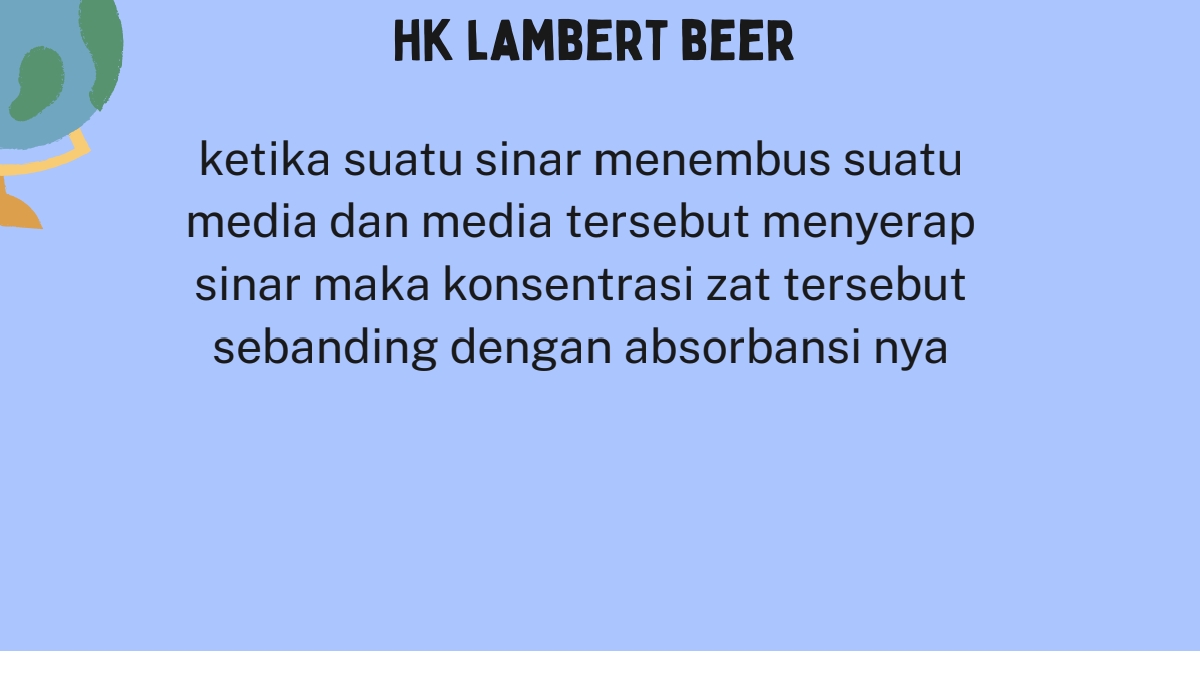 HK LAMBERT BEER
ketika suatu sinar menembus suatu
media dan media tersebut menyerap
sinar maka konsentrasi zat tersebut
sebanding dengan absorbansi nya